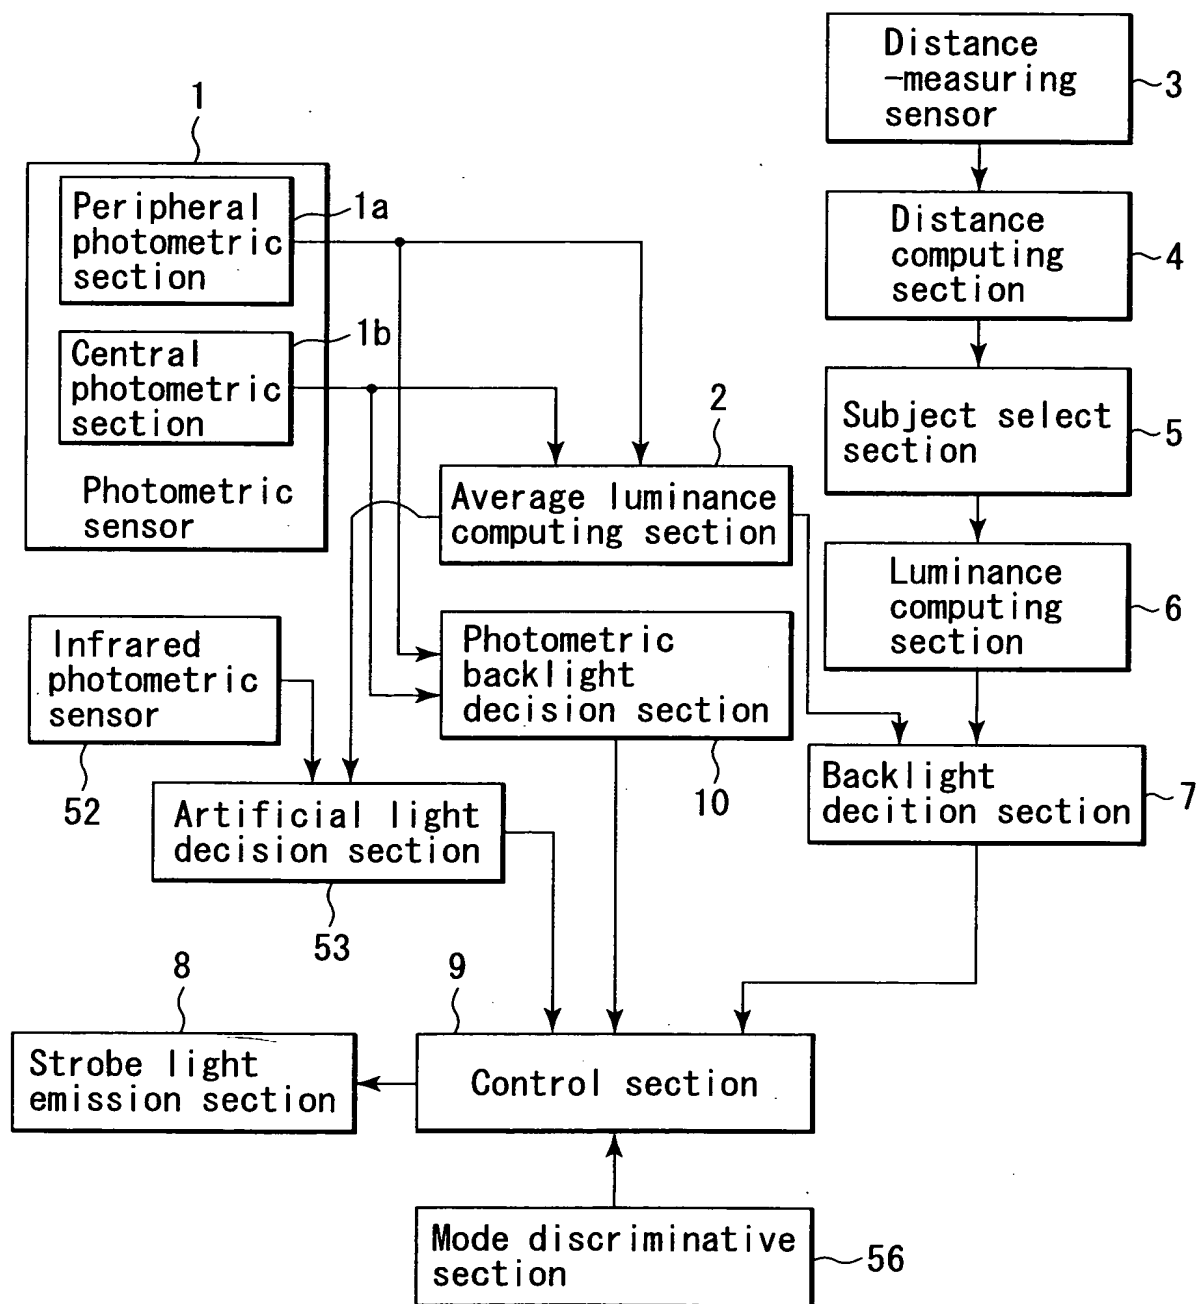 Distance
-measuring
sensor
3
1
Peripheral
photometric
section
1a
Distance
computing
section
4
Central
photometric
section
1b
Photometric
sensor
2
Subject select
section
5
Average luminance
computing section
Luminance
computing
section
6
Infrared
photometric
sensor
52
Photometric
backlight
decision section
10
Backlight
decition section
7
Artificial light
decision section
53
8
9
Strobe light
emission section
Control section
Mode discriminative
section
56